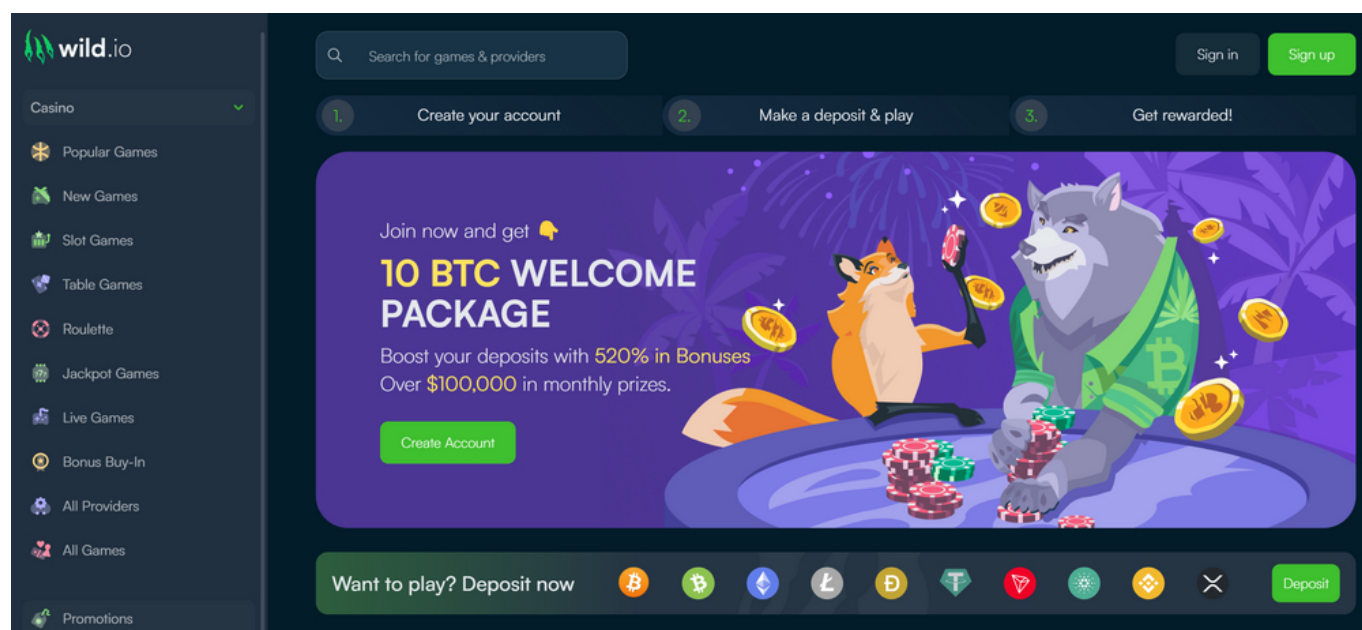 wild.io
Casino
Popular Games
New Games
Slot Games
Table Games
Roulette
Jackpot Games
Live Games
Bonus Buy-In
All Providers
All Games
Promotions
Search for games & providers
Sign in
Sign up
1. Create your account
2. Make a deposit & play
3. Get rewarded!
Join now and get 👇
10 BTC WELCOME
PACKAGE
Boost your deposits with 520% in Bonuses
Over $100,000 in monthly prizes.
Create Account
Want to play? Deposit now
Deposit